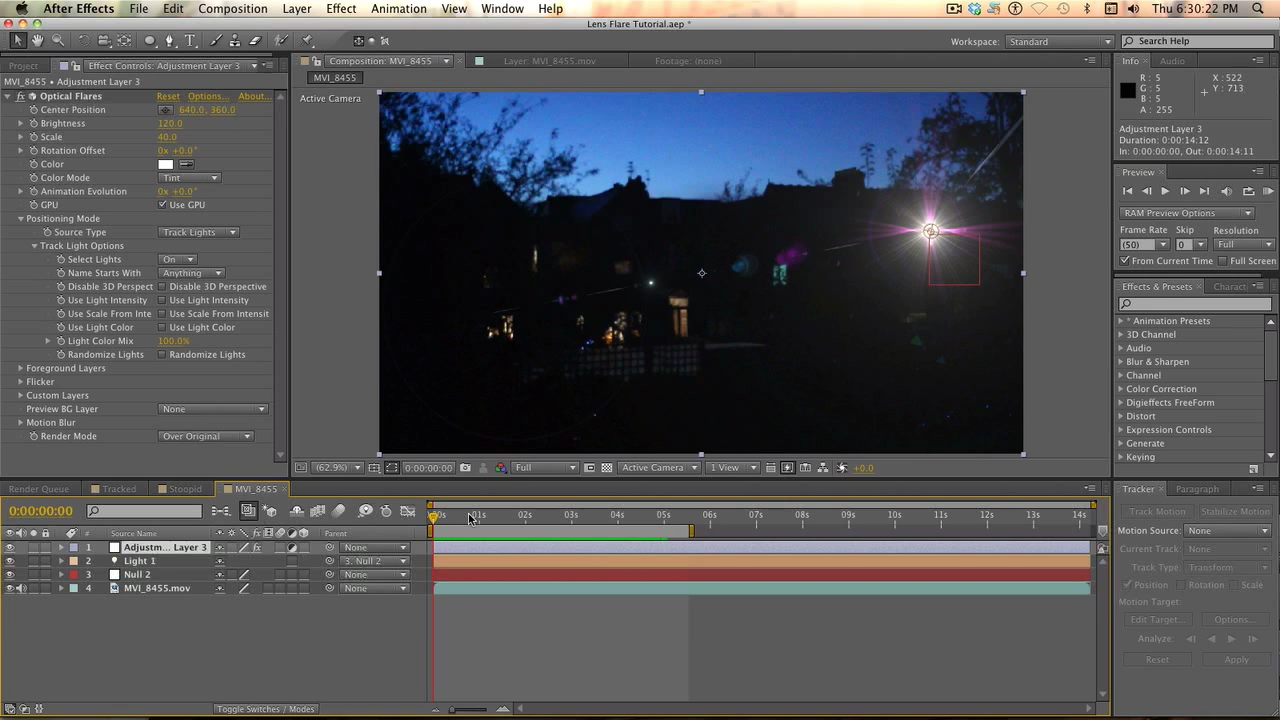 After Effects File Edit Composition Layer Effect Animation View Window Help Thu 6:30:22 PM
Lens Flare Tutorial.aep *
Workspace: Standard Search Help
Project Effect Controls: Adjustment Layer 3 Composition: MVI_8455 Layer: MVI_8455.mov Footage: (none) Info Audio
MVI_8455 • Adjustment Layer 3 MVI_8455
Optical Flares Reset Options... About...
Active Camera
Center Position 640.0, 360.0
Brightness 120.0
Scale 40.0
Rotation Offset 0x +0.0°
Color
Color Mode Tint
Animation Evolution 0x +0.0°
GPU Use GPU
Positioning Mode
Source Type Track Lights
Track Light Options
Select Lights On
Name Starts With Anything
Disable 3D Perspect Disable 3D Perspective
Use Light Intensity Use Light Intensity
Use Scale From Inte Use Scale From Intensit
Use Light Color Use Light Color
Light Color Mix 100.0%
Randomize Lights Randomize Lights
Foreground Layers
Flicker
Custom Layers
Preview BG Layer None
Motion Blur
Render Mode Over Original
(62.9%) 0:00:00:00 Full Active Camera 1 View +0.0
R : 5 X : 522
G : 5 Y : 713
B : 5
A : 255
Adjustment Layer 3
Duration: 0:00:14:12
In: 0:00:00:00, Out: 0:00:14:11
Preview
RAM Preview Options
Frame Rate Skip Resolution
(50) 0 Full
From Current Time Full Screen
Effects & Presets Charact
* Animation Presets
3D Channel
Audio
Blur & Sharpen
Channel
Color Correction
Digieffects FreeForm
Distort
Expression Controls
Generate
Keying
Render Queue Tracked Stoopid MVI_8455
0:00:00:00 01s 02s 03s 04s 05s 06s 07s 08s 09s 10s 11s 12s 13s 14s
# Source Name Parent
1 Adjustm... Layer 3 None
2 Light 1 3. Null 2
3 Null 2 None
4 MVI_8455.mov None
Toggle Switches / Modes
Tracker Paragraph
Track Motion Stabilize Motion
Motion Source: None
Current Track: None
Track Type: Transform
Position Rotation Scale
Motion Target:
Edit Target... Options...
Analyze:
Reset Apply